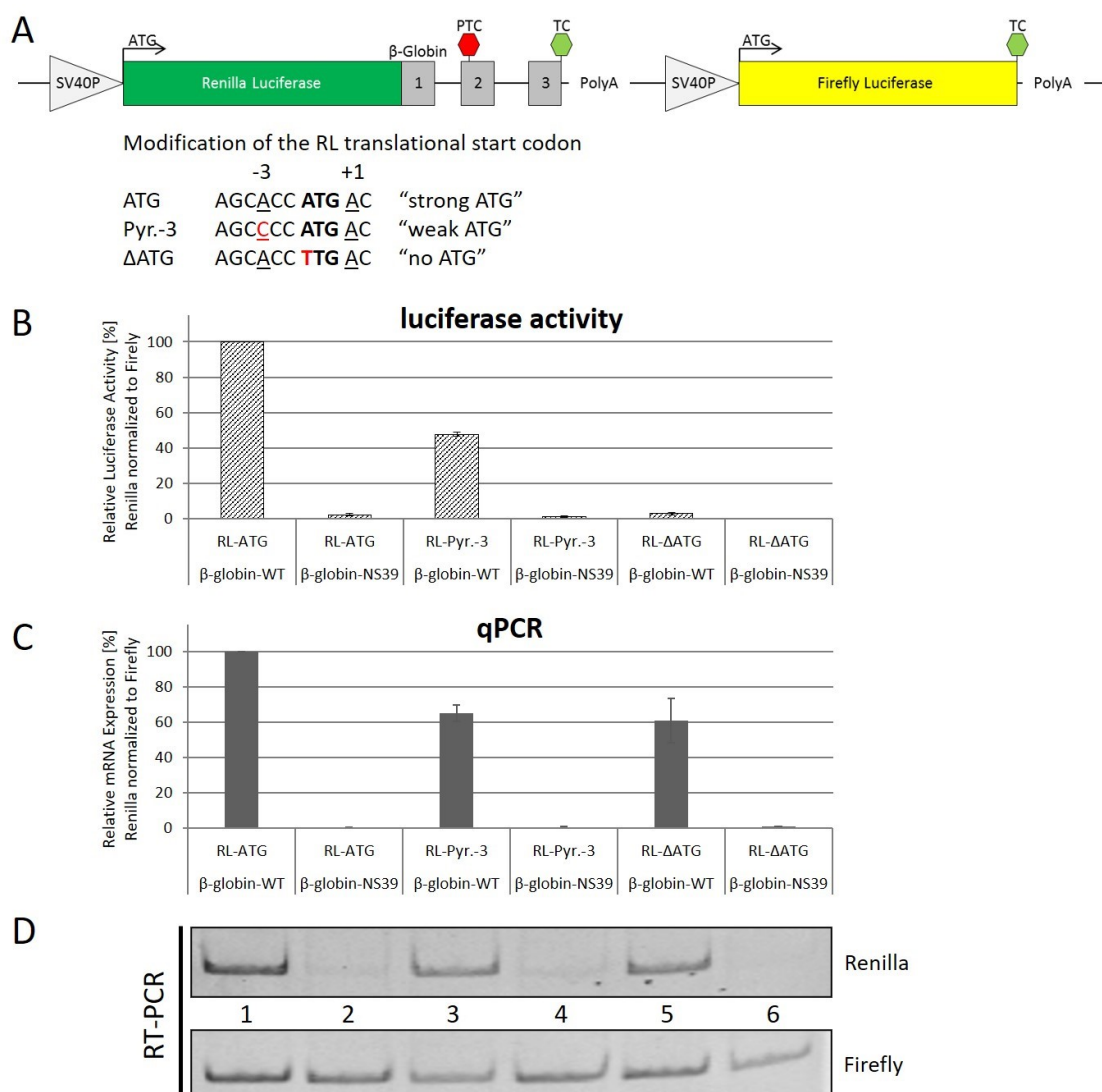 A
ATG
PTC
TC
ATG
TC
β-Globin
SV40P
Renilla Luciferase
1
2
3
PolyA
SV40P
Firefly Luciferase
PolyA
Modification of the RL translational start codon
-3 +1
ATG AGCACC ATG AC “strong ATG”
Pyr.-3 AGCCCC ATG AC “weak ATG”
ΔATG AGCACC TTG AC “no ATG”
B
luciferase activity
Relative Luciferase Activity [%]
Renilla normalized to Firely
100
80
60
40
20
0
RL-ATG RL-ATG RL-Pyr.-3 RL-Pyr.-3 RL-ΔATG RL-ΔATG
β-globin-WT β-globin-NS39 β-globin-WT β-globin-NS39 β-globin-WT β-globin-NS39
C
qPCR
Relative mRNA Expression [%]
Renilla normalized to Firefly
100
80
60
40
20
0
RL-ATG RL-ATG RL-Pyr.-3 RL-Pyr.-3 RL-ΔATG RL-ΔATG
β-globin-WT β-globin-NS39 β-globin-WT β-globin-NS39 β-globin-WT β-globin-NS39
D
RT-PCR
Renilla
1 2 3 4 5 6
Firefly